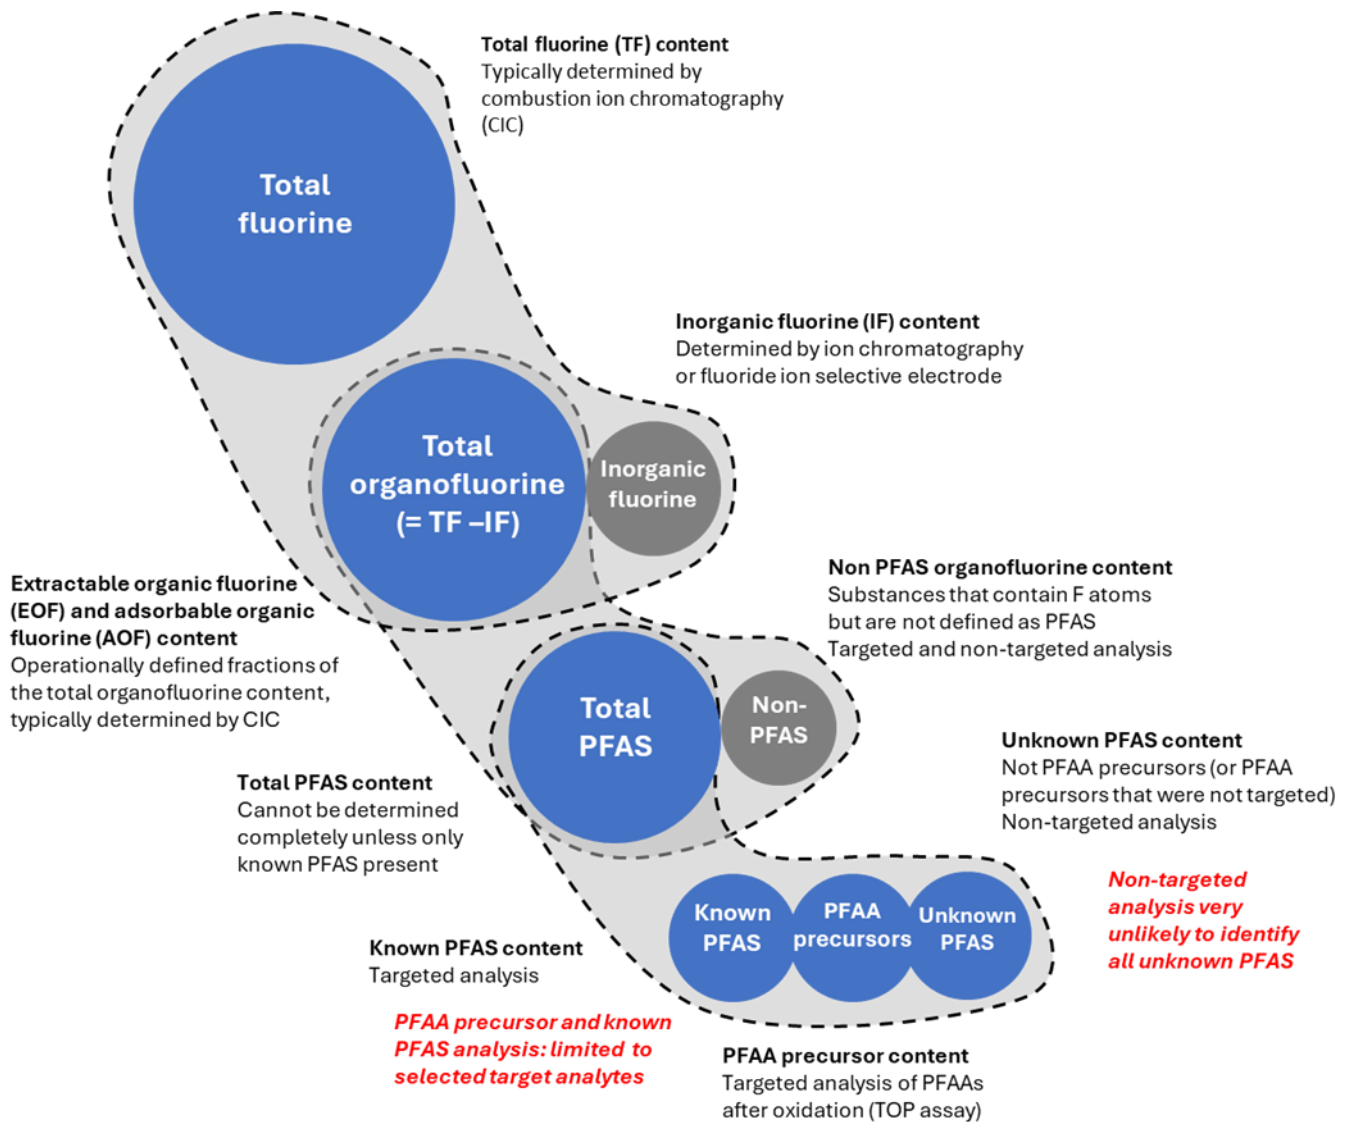 Total fluorine (TF) content
Typically determined by
combustion ion chromatography
(CIC)
Total
fluorine
Inorganic fluorine (IF) content
Determined by ion chromatography
or fluoride ion selective electrode
Total
organofluorine
(= TF –IF)
Inorganic
fluorine
Extractable organic fluorine
(EOF) and adsorbable organic
fluorine (AOF) content
Operationally defined fractions of
the total organofluorine content,
typically determined by CIC
Non PFAS organofluorine content
Substances that contain F atoms
but are not defined as PFAS
Targeted and non-targeted analysis
Total
PFAS
Non-
PFAS
Total PFAS content
Cannot be determined
completely unless only
known PFAS present
Unknown PFAS content
Not PFAA precursors (or PFAA
precursors that were not targeted)
Non-targeted analysis
Non-targeted
analysis very
unlikely to identify
all unknown PFAS
Known
PFAS
PFAA
precursors
Unknown
PFAS
Known PFAS content
Targeted analysis
PFAA precursor and known
PFAS analysis: limited to
selected target analytes
PFAA precursor content
Targeted analysis of PFAAs
after oxidation (TOP assay)